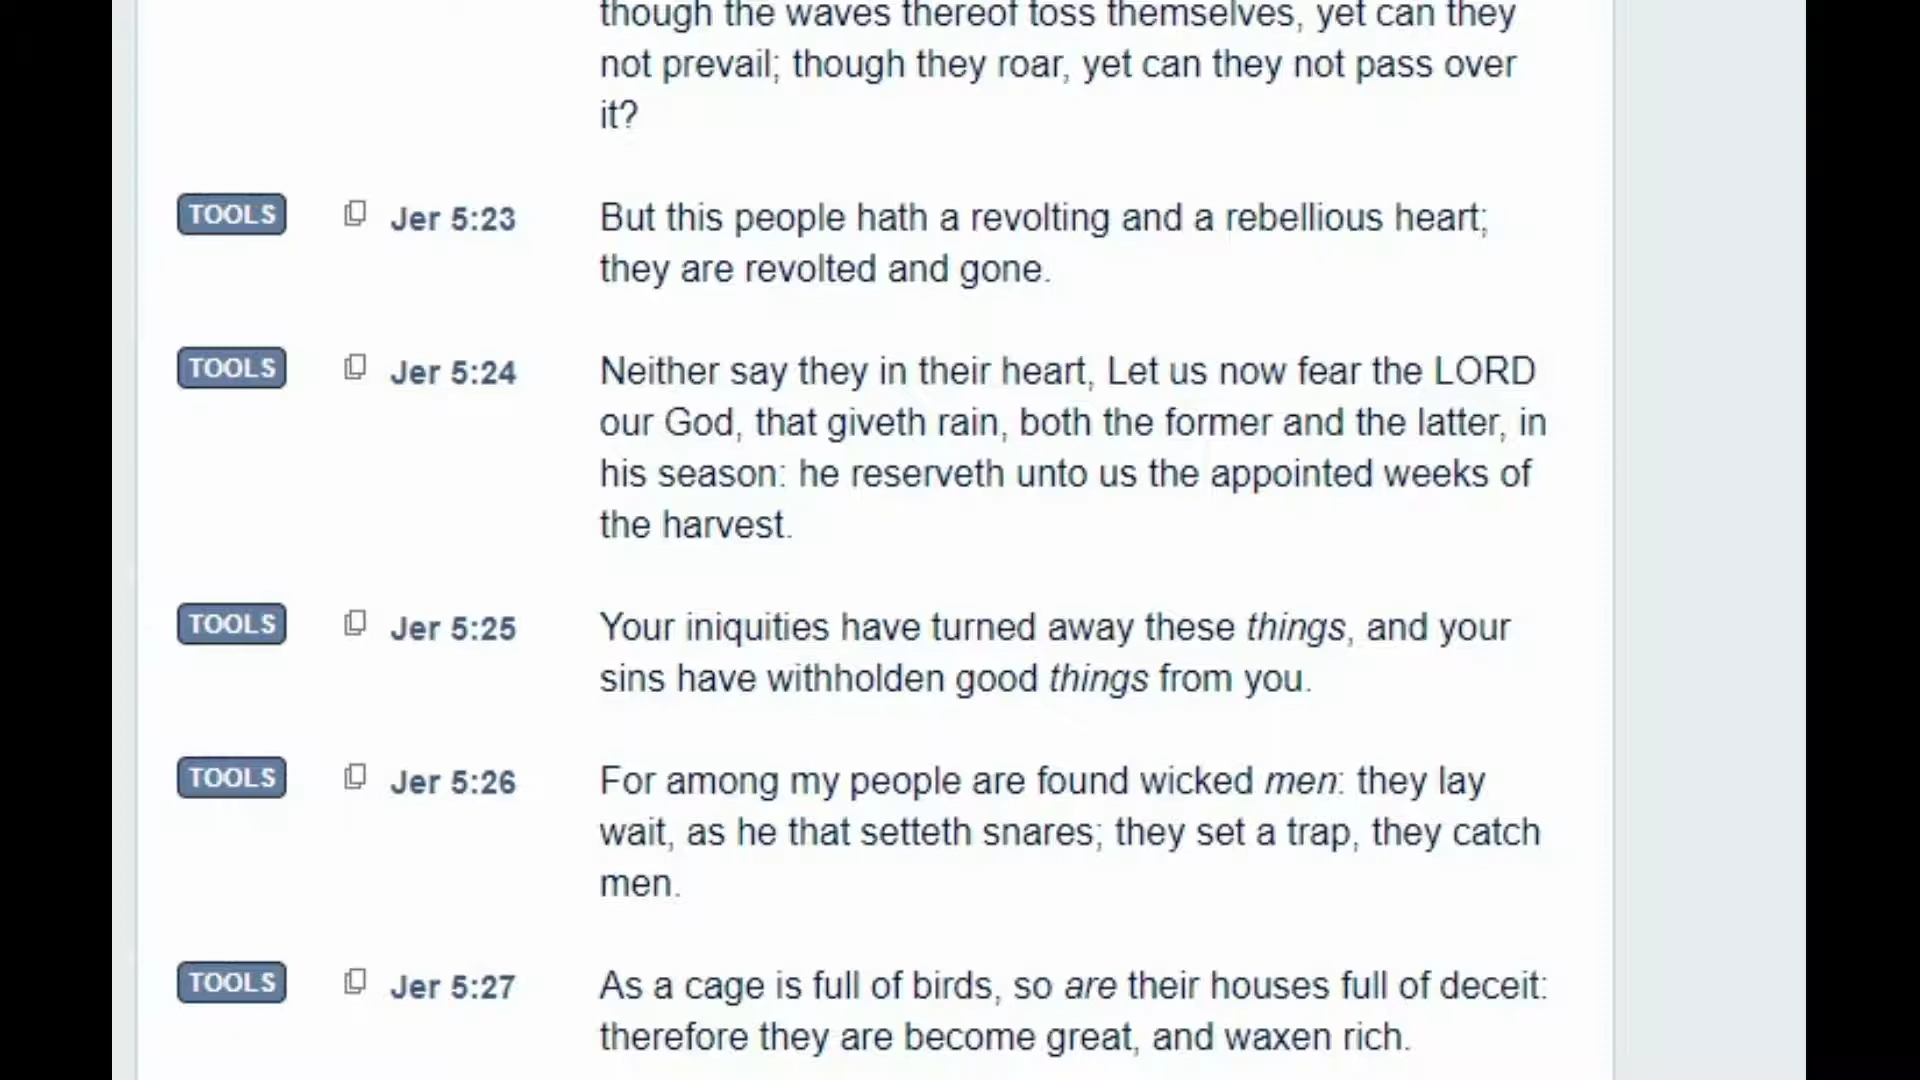 though the waves thereof toss themselves, yet can they
not prevail; though they roar, yet can they not pass over
it?
TOOLS Jer 5:23 But this people hath a revolting and a rebellious heart;
they are revolted and gone.
TOOLS Jer 5:24 Neither say they in their heart, Let us now fear the LORD
our God, that giveth rain, both the former and the latter, in
his season: he reserveth unto us the appointed weeks of
the harvest.
TOOLS Jer 5:25 Your iniquities have turned away these things, and your
sins have withholden good things from you.
TOOLS Jer 5:26 For among my people are found wicked men: they lay
wait, as he that setteth snares; they set a trap, they catch
men.
TOOLS Jer 5:27 As a cage is full of birds, so are their houses full of deceit:
therefore they are become great, and waxen rich.